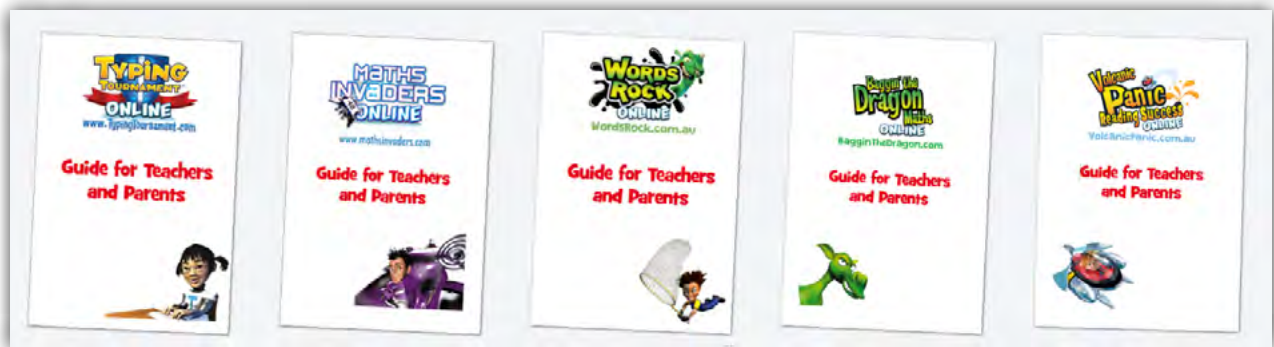 TYPING
TOURNAMENT
ONLINE
www.TypingTournament.com
Guide for Teachers
and Parents
MATHS
INVADERS
ONLINE
www.mathsinvaders.com
Guide for Teachers
and Parents
WORDS
ROCK
ONLINE
WordsRock.com.au
Guide for Teachers
and Parents
Baggin' the
Dragon
Maths
ONLINE
BagginTheDragon.com
Guide for Teachers
and Parents
Volcanic
Panic
Reading Success
ONLINE
VolcanicPanic.com.au
Guide for Teachers
and Parents